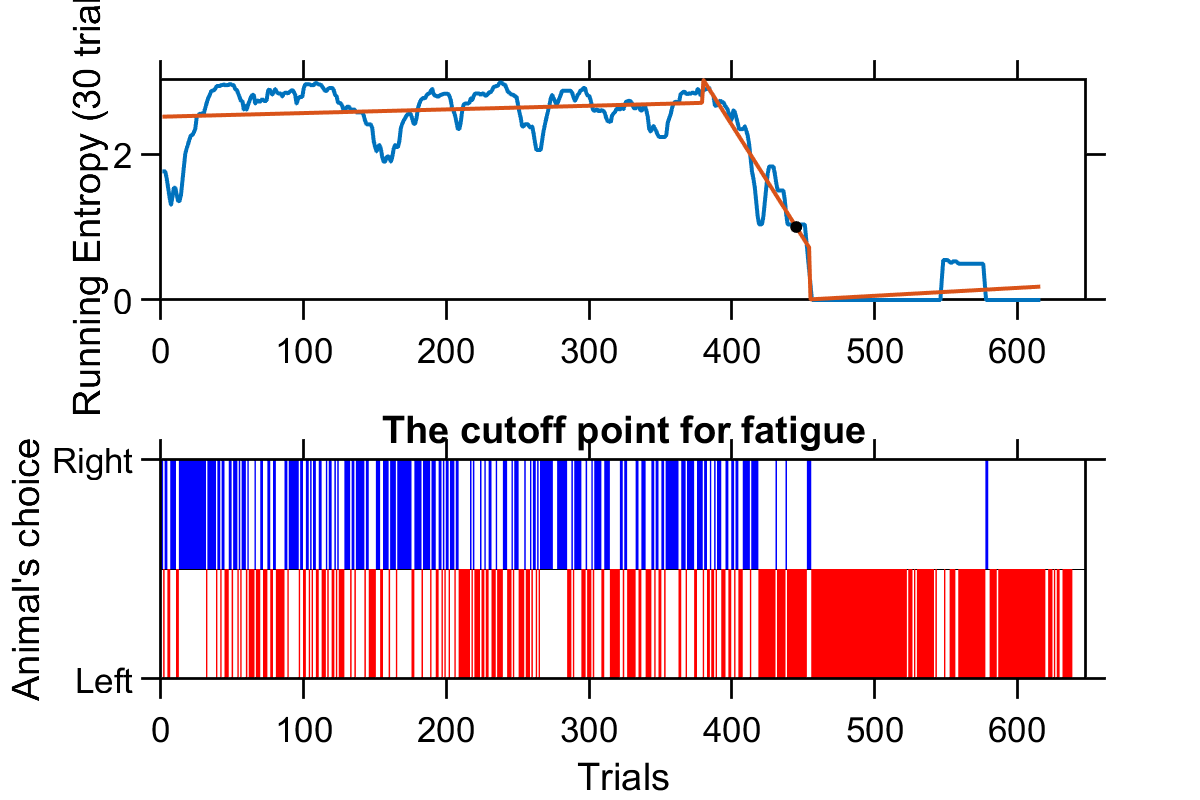 Running Entropy (30 trial
2
0
0 100 200 300 400 500 600
The cutoff point for fatigue
Animal's choice
Right
Left
0 100 200 300 400 500 600
Trials